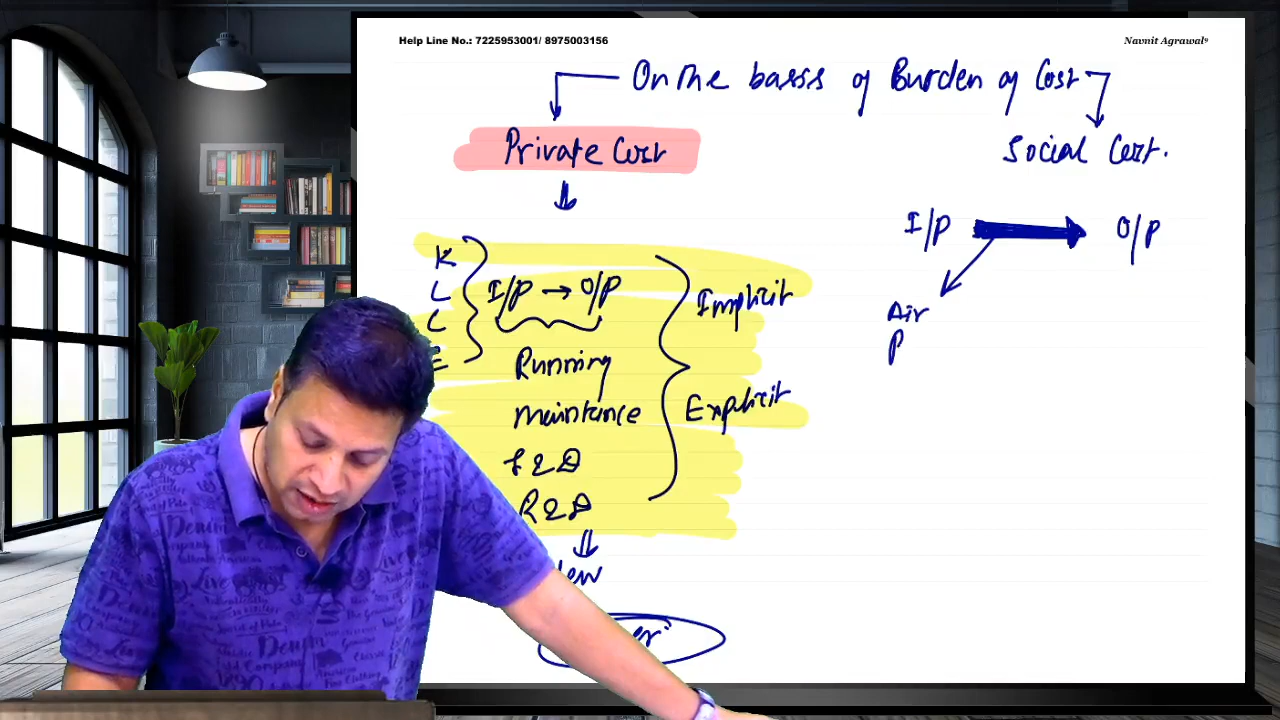 Help Line No.: 7225953001/ 8975003156
Navnit Agrawal
On the basis of Burden of Cost
Private Cost
Social Cost.
I/P → O/P
K
L
C
E
I/P → O/P
Implicit
Air
P
Running
Maintance
Explicit
R & D